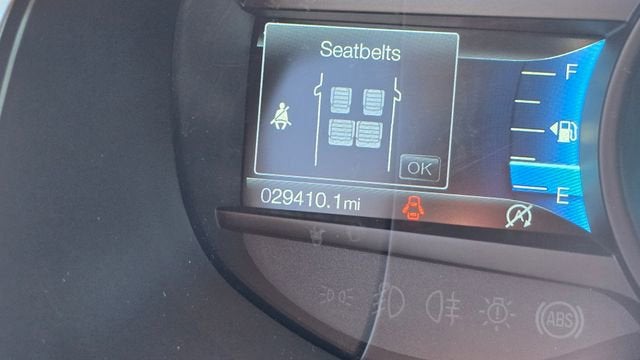 Seatbelts
F
OK
E
029410.1mi
A
ABS